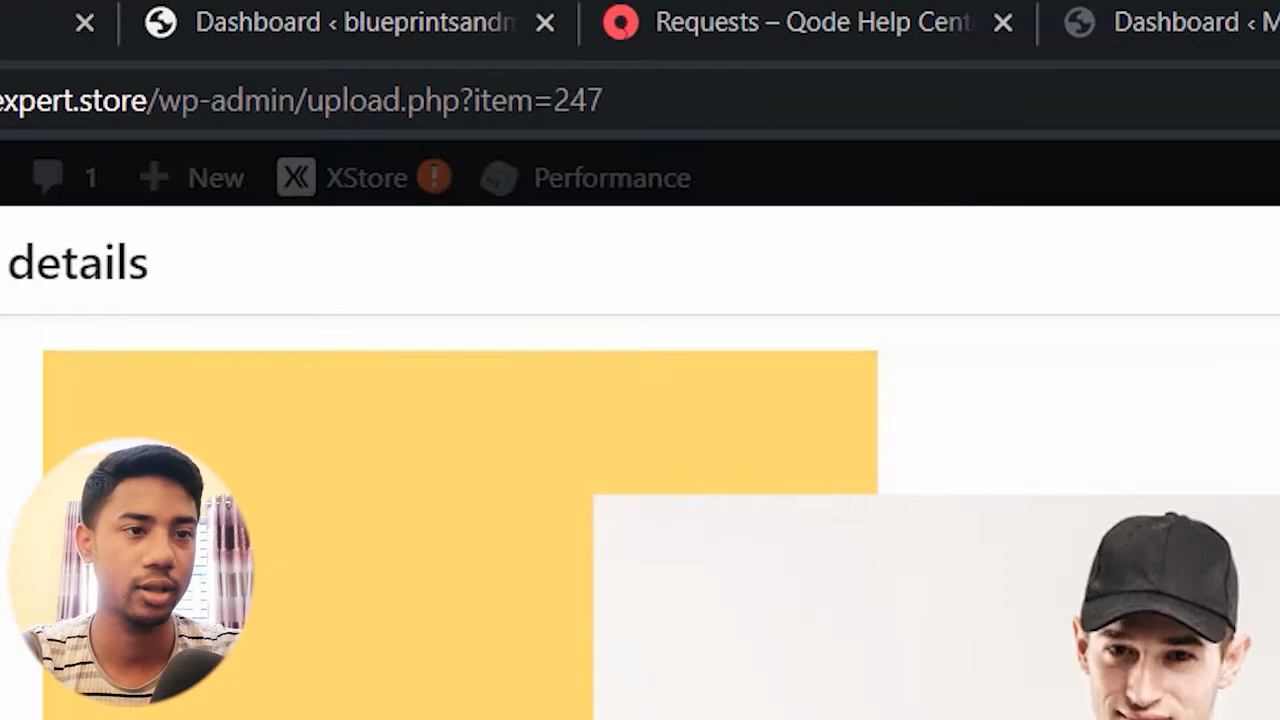 Dashboard ‹ blueprintsandm
Requests – Qode Help Cent
Dashboard ‹ M
expert.store/wp-admin/upload.php?item=247
1
New
XStore
!
Performance
details